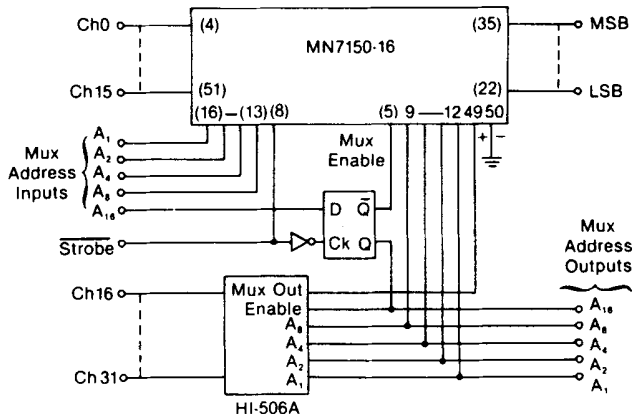 Ch0 (4) MN7150-16 (35) MSB
Ch15 (51) (22) LSB
(16)–(13) (8) (5) 9 — 12 49 50
+ -
Mux Address Inputs
A₁
A₂
A₄
A₈
A₁₆
Mux Enable
D Q̅
Ck Q
S̅t̅r̅o̅b̅e̅
Mux Address Outputs
Ch16 Mux Out
Enable A₁₆
A₈ A₈
A₄ A₄
A₂ A₂
Ch31 A₁ A₁
HI-506A